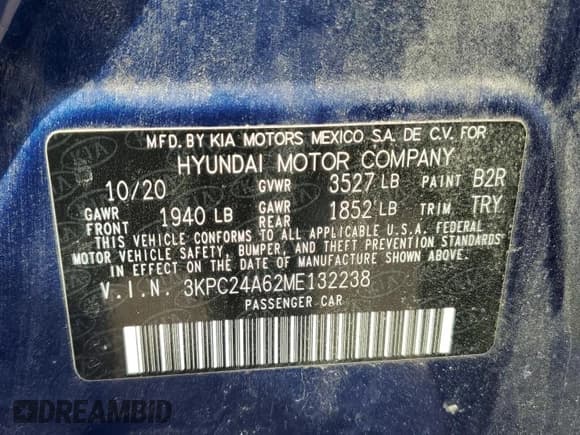 MFD. BY KIA MOTORS MEXICO S.A. DE C.V. FOR
HYUNDAI MOTOR COMPANY
10/20 GVWR 3527 LB PAINT B2R
GAWR FRONT 1940 LB GAWR REAR 1852 LB TRIM TRY
THIS VEHICLE CONFORMS TO ALL APPLICABLE U.S.A. FEDERAL
MOTOR VEHICLE SAFETY, BUMPER, AND THEFT PREVENTION STANDARDS
IN EFFECT ON THE DATE OF MANUFACTURE SHOWN ABOVE.
V.I.N. 3KPC24A62ME132238
PASSENGER CAR
DREAMBID